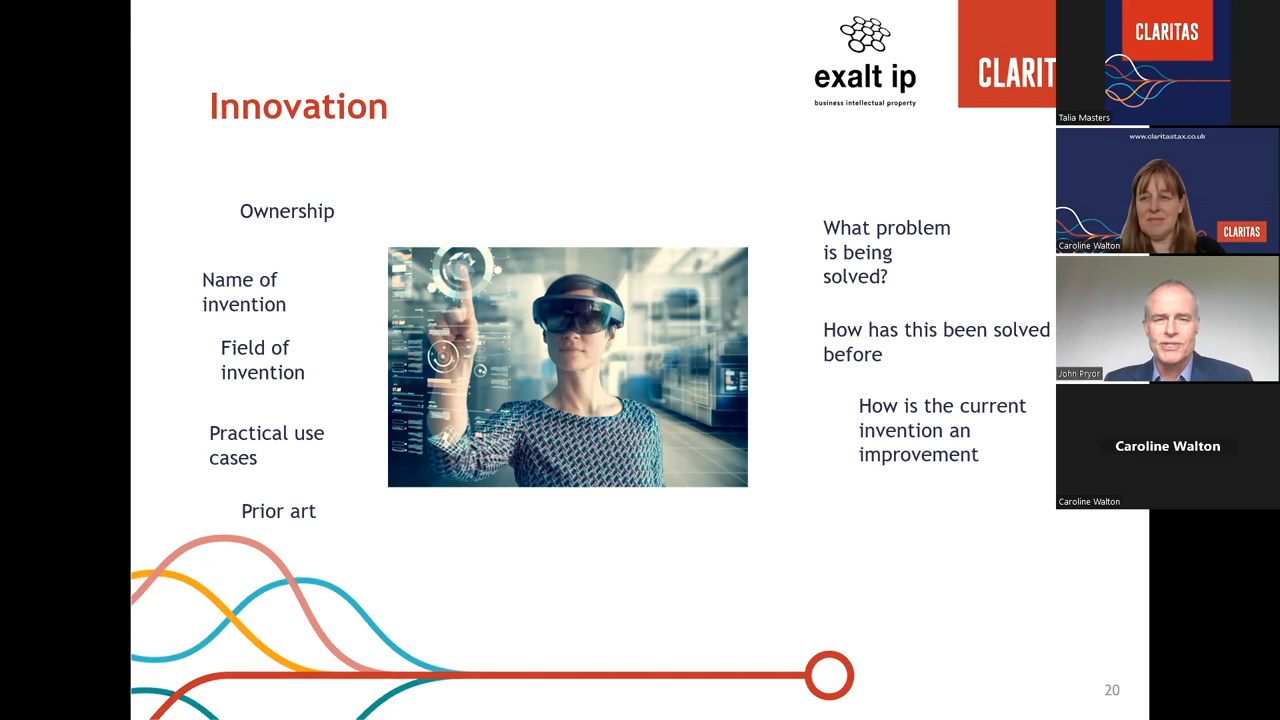 exalt ip
business intellectual property
CLARIT
Innovation
Ownership
Name of
invention
Field of
invention
Practical use
cases
Prior art
What problem
is being
solved?
How has this been solved
before
How is the current
invention an
improvement
20
CLARITAS
Talia Masters
www.claritastax.co.uk
CLARITAS
Caroline Walton
John Pryor
Caroline Walton
Caroline Walton